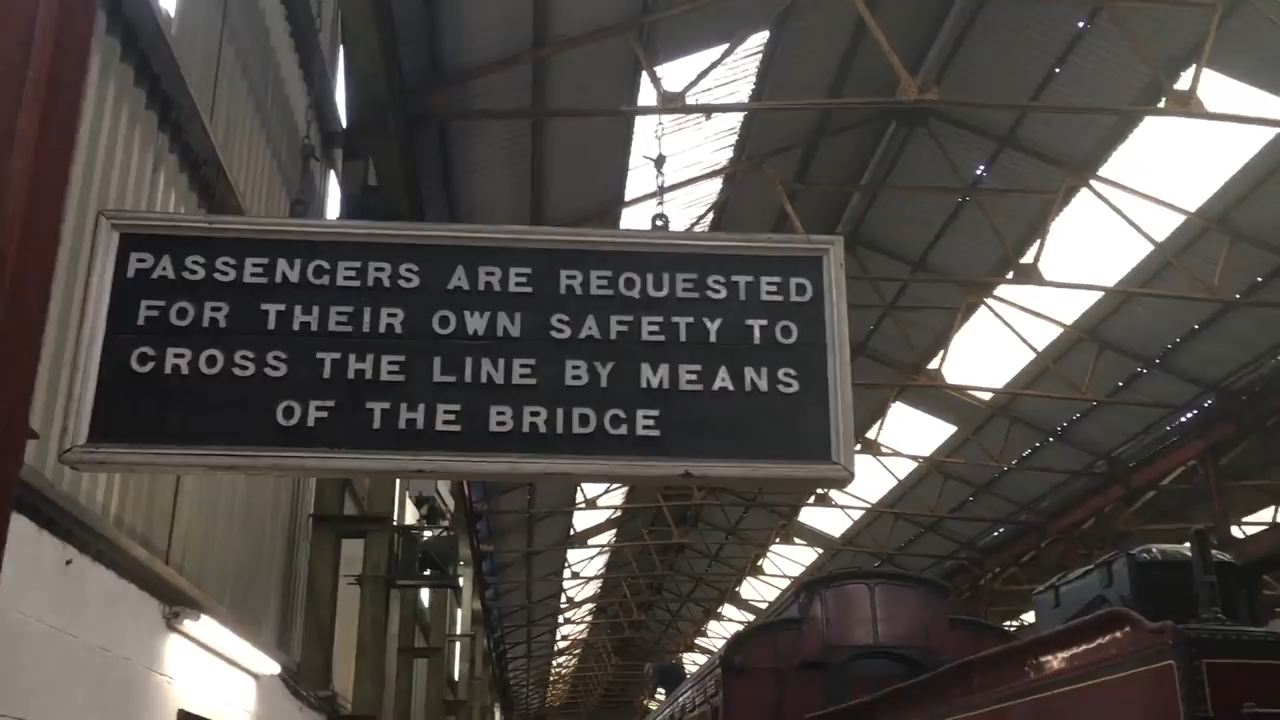 PASSENGERS ARE REQUESTED
FOR THEIR OWN SAFETY TO
CROSS THE LINE BY MEANS
OF THE BRIDGE